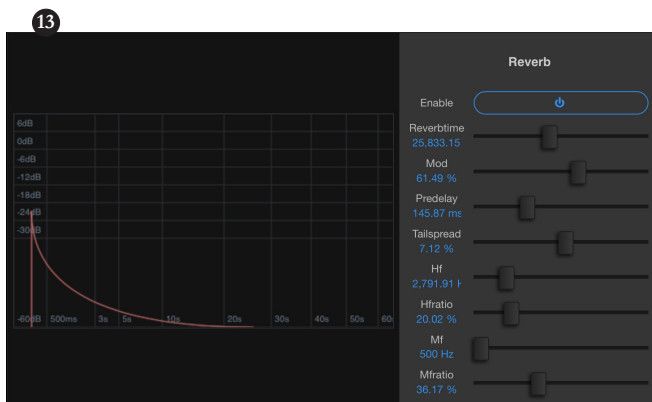 13
Reverb
Enable
Reverbtime
25,833.15
Mod
61.49 %
Predelay
145.87 ms
Tailspread
7.12 %
Hf
2,791.91 H
Hfratio
20.02 %
Mf
500 Hz
Mfratio
36.17 %
6dB
0dB
-6dB
-12dB
-18dB
-24dB
-30dB
-60dB 500ms 3s 5s 10s 20s 30s 40s 50s 60